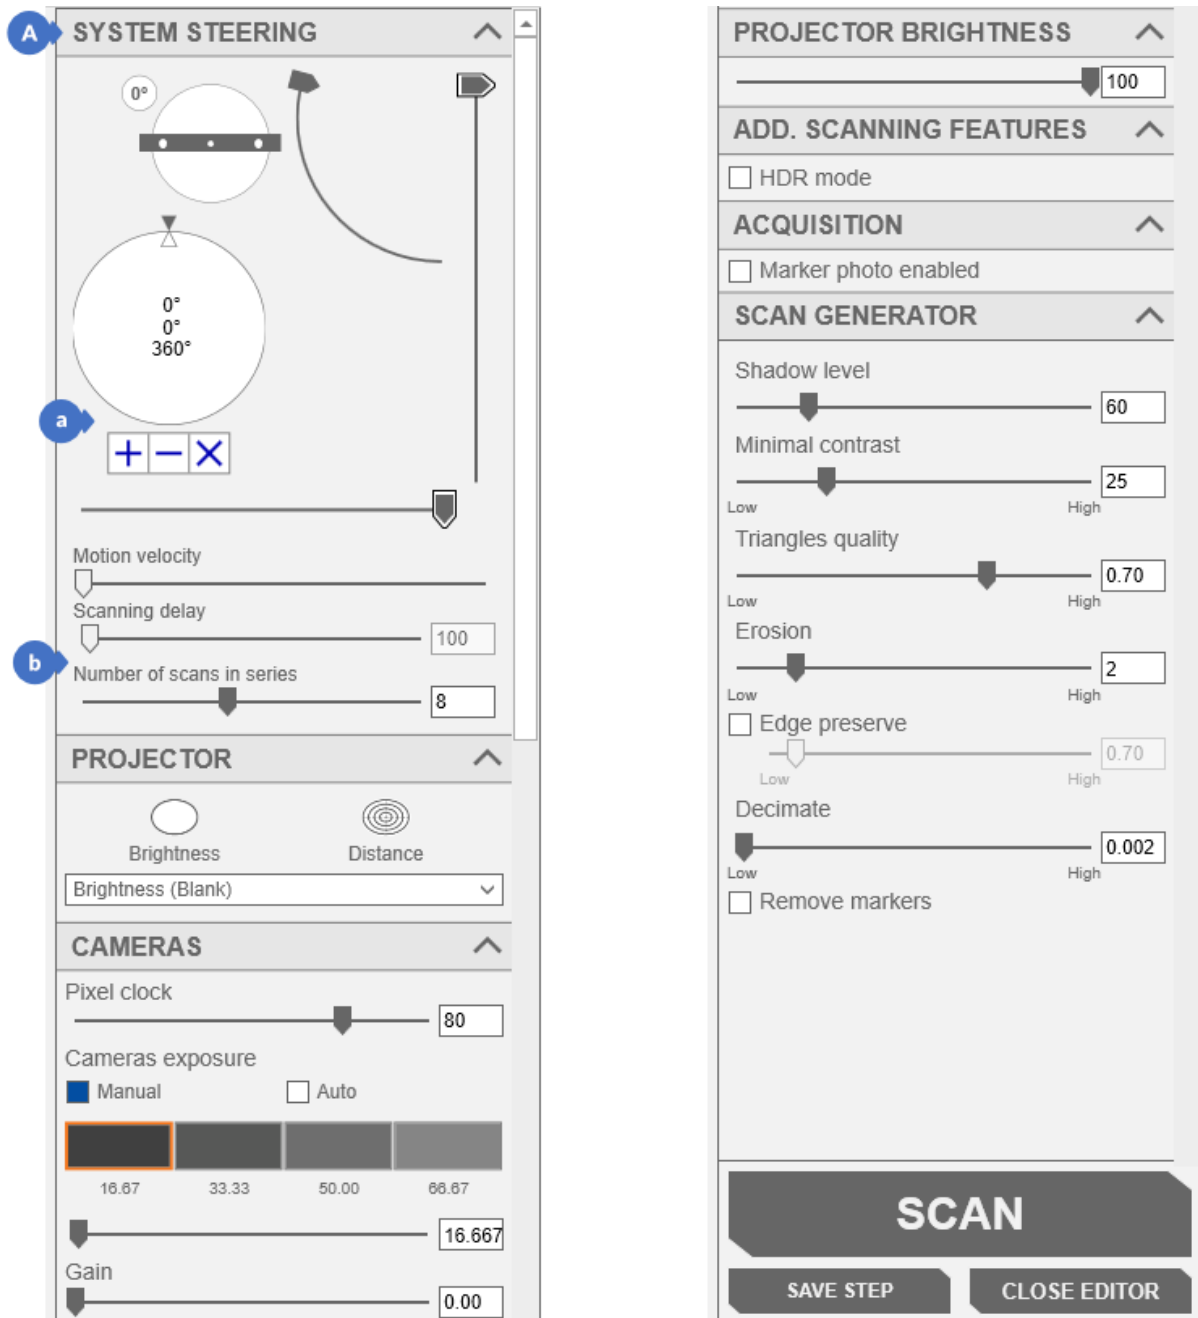 A
SYSTEM STEERING
0°
0°
0°
360°
a
Motion velocity
Scanning delay
100
b
Number of scans in series
8
PROJECTOR
Brightness
Distance
Brightness (Blank)
CAMERAS
Pixel clock
80
Cameras exposure
Manual
Auto
16.67
33.33
50.00
66.67
16.667
Gain
0.00
PROJECTOR BRIGHTNESS
100
ADD. SCANNING FEATURES
HDR mode
ACQUISITION
Marker photo enabled
SCAN GENERATOR
Shadow level
60
Minimal contrast
25
Low
High
Triangles quality
0.70
Low
High
Erosion
2
Low
High
Edge preserve
0.70
Low
High
Decimate
0.002
Low
High
Remove markers
SCAN
SAVE STEP
CLOSE EDITOR